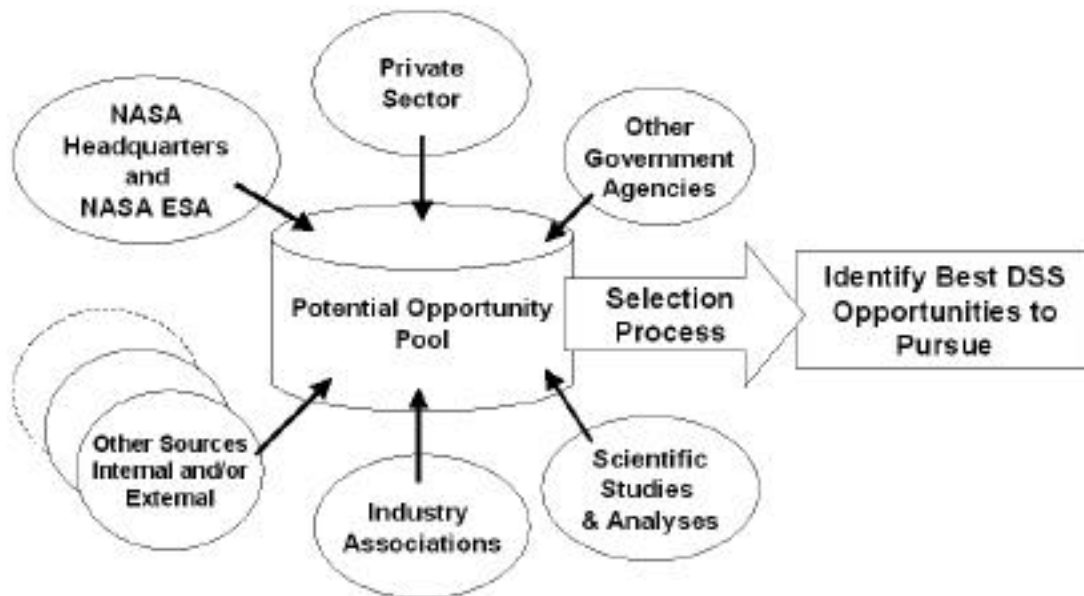 Private
Sector
NASA
Headquarters
and
NASA ESA
Other
Government
Agencies
Potential Opportunity
Pool
Selection
Process
Identify Best DSS
Opportunities to
Pursue
Other Sources
Internal and/or
External
Industry
Associations
Scientific
Studies
& Analyses